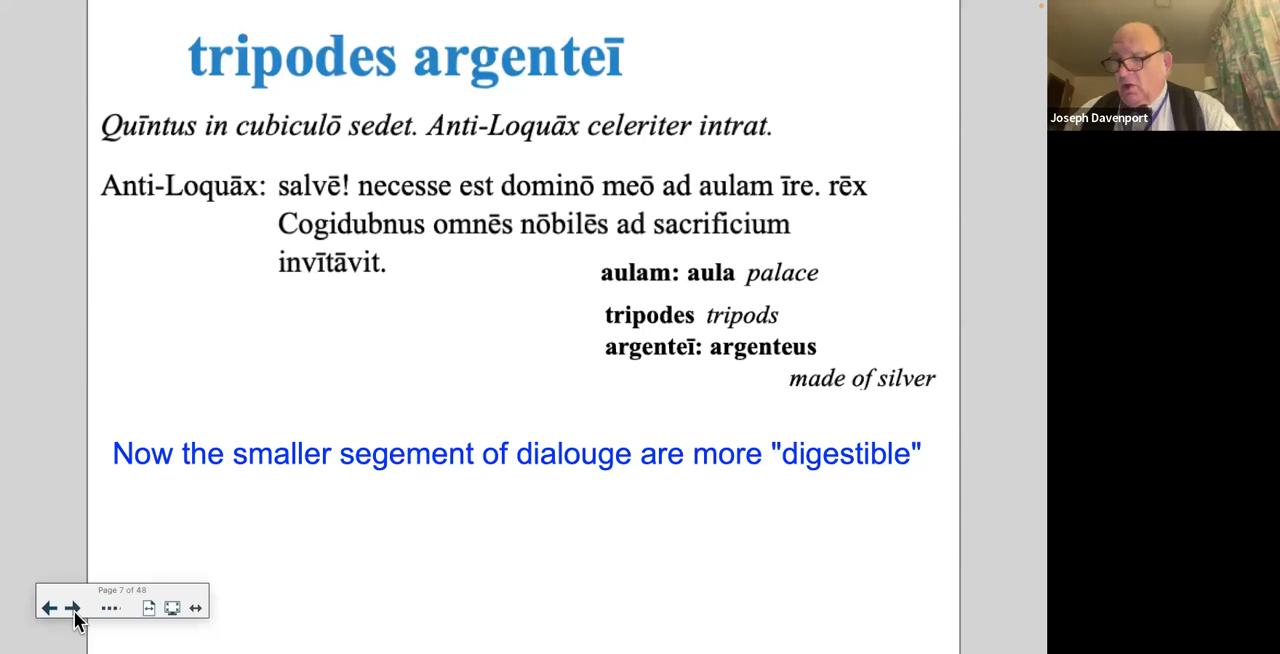 tripodes argenteī
Quīntus in cubiculō sedet. Anti-Loquāx celeriter intrat.
Anti-Loquāx: salvē! necesse est dominō meō ad aulam īre. rēx
Cogidubnus omnēs nōbilēs ad sacrificium
invītāvit.
aulam: aula palace
tripodes tripods
argenteī: argenteus
made of silver
Now the smaller segement of dialouge are more "digestible"
Page 7 of 48
Joseph Davenport